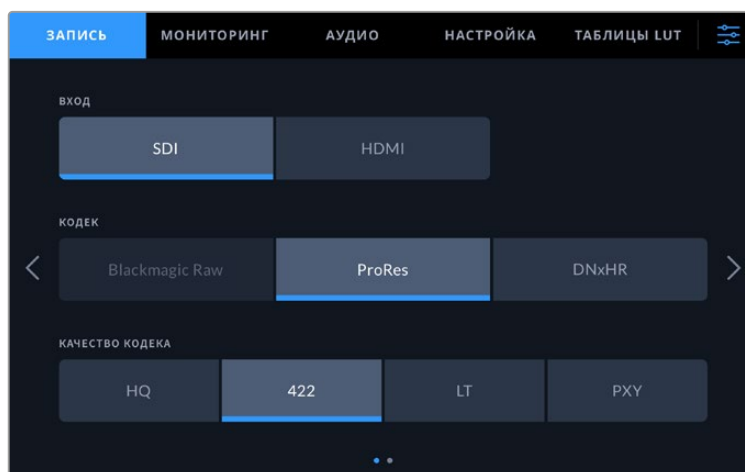 ЗАПИСЬ МОНИТОРИНГ АУДИО НАСТРОЙКА ТАБЛИЦЫ LUT
ВХОД
SDI HDMI
КОДЕК
Blackmagic Raw ProRes DNxHR
КАЧЕСТВО КОДЕКА
HQ 422 LT PXY